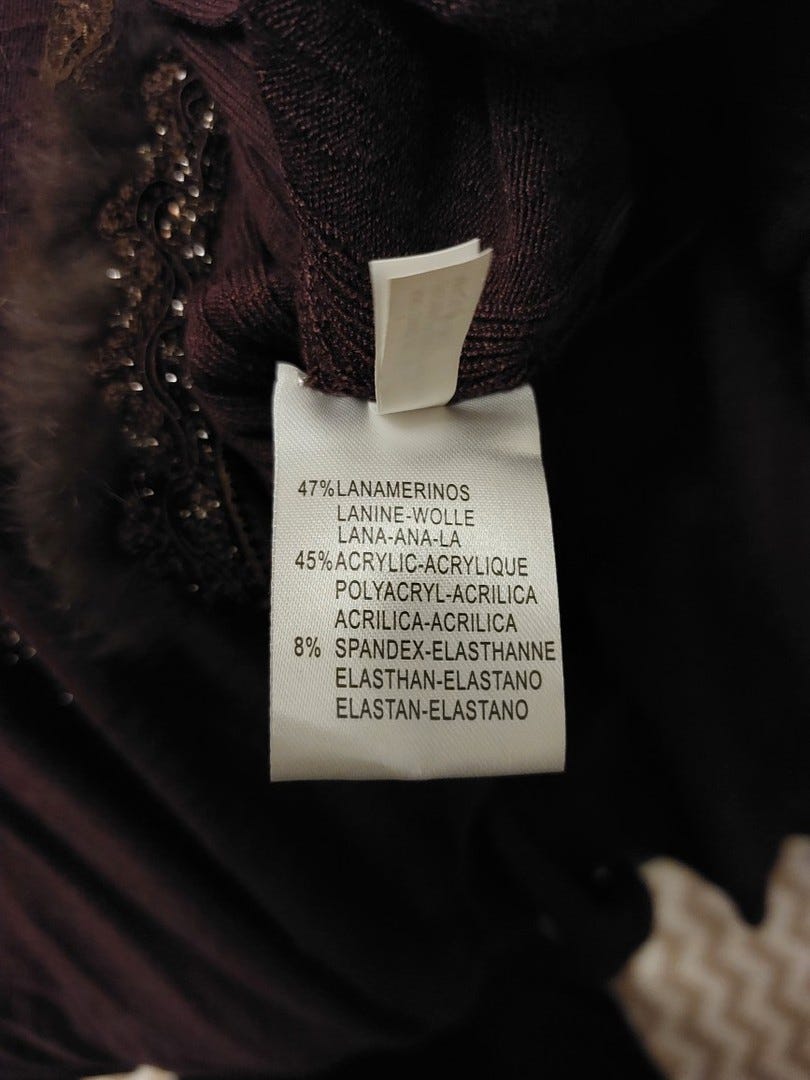 47% LANAMERINOS
LANINE-WOLLE
LANA-ANA-LA
45% ACRYLIC-ACRYLIQUE
POLYACRYL-ACRILICA
ACRILICA-ACRILICA
8% SPANDEX-ELASTHANNE
ELASTHAN-ELASTANO
ELASTAN-ELASTANO